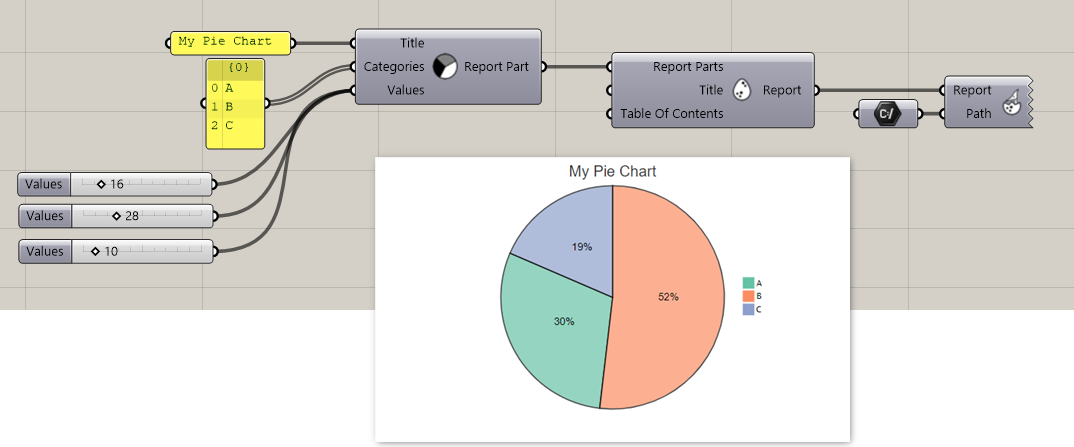 My Pie Chart
{0}
0 A
1 B
2 C
Values 16
Values 28
Values 10
Title
Categories Report Part
Values
Report Parts
Title Report
Table Of Contents
C:/
Report
Path
My Pie Chart
19%
52%
30%
A
B
C